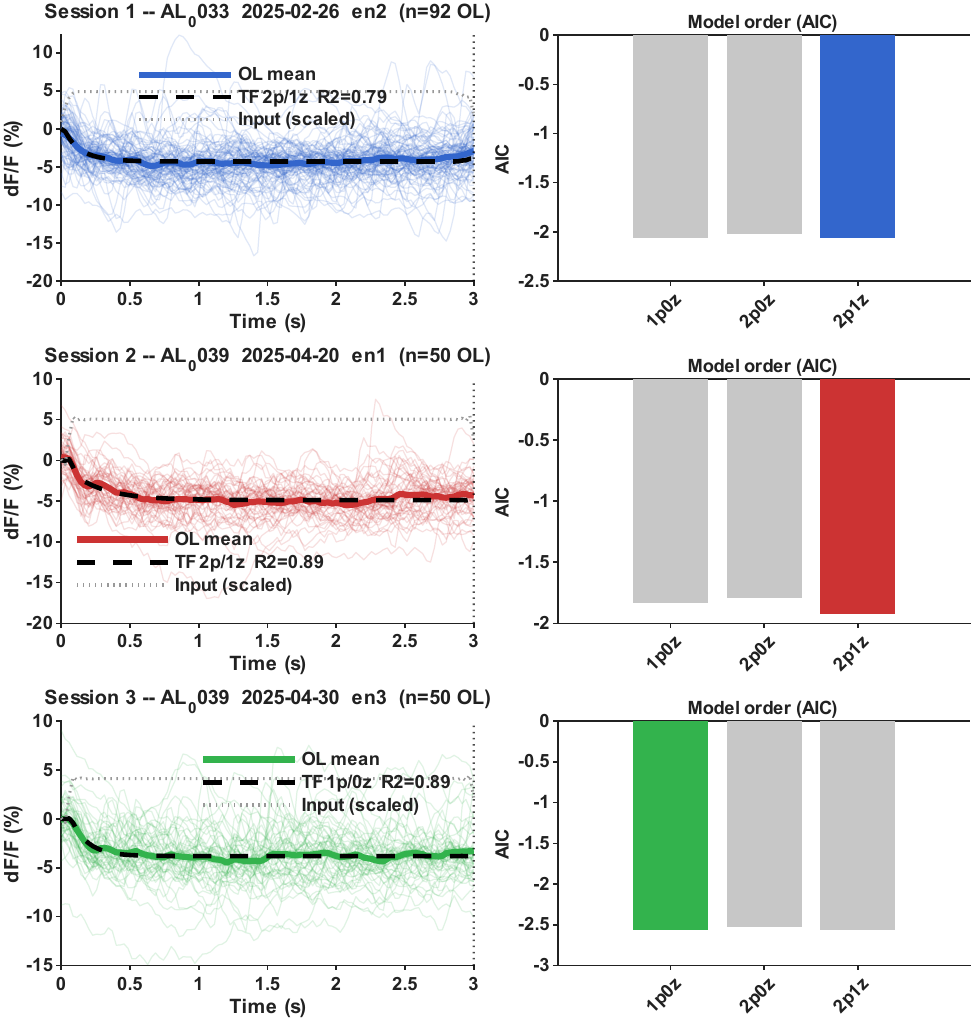 Session 1 -- AL0033 2025-02-26 en2 (n=92 OL)
10
5
0
-5
-10
-15
-20
dF/F (%)
OL mean
TF 2p/1z R2=0.79
Input (scaled)
0 0.5 1 1.5 2 2.5 3
Time (s)
Model order (AIC)
0
-0.5
-1
-1.5
-2
-2.5
AIC
1p0z 2p0z 2p1z
Session 2 -- AL0039 2025-04-20 en1 (n=50 OL)
10
5
0
-5
-10
-15
-20
dF/F (%)
OL mean
TF 2p/1z R2=0.89
Input (scaled)
0 0.5 1 1.5 2 2.5 3
Time (s)
Model order (AIC)
0
-0.5
-1
-1.5
-2
AIC
1p0z 2p0z 2p1z
Session 3 -- AL0039 2025-04-30 en3 (n=50 OL)
10
5
0
-5
-10
-15
dF/F (%)
OL mean
TF 1p/0z R2=0.89
Input (scaled)
0 0.5 1 1.5 2 2.5 3
Time (s)
Model order (AIC)
0
-0.5
-1
-1.5
-2
-2.5
-3
AIC
1p0z 2p0z 2p1z